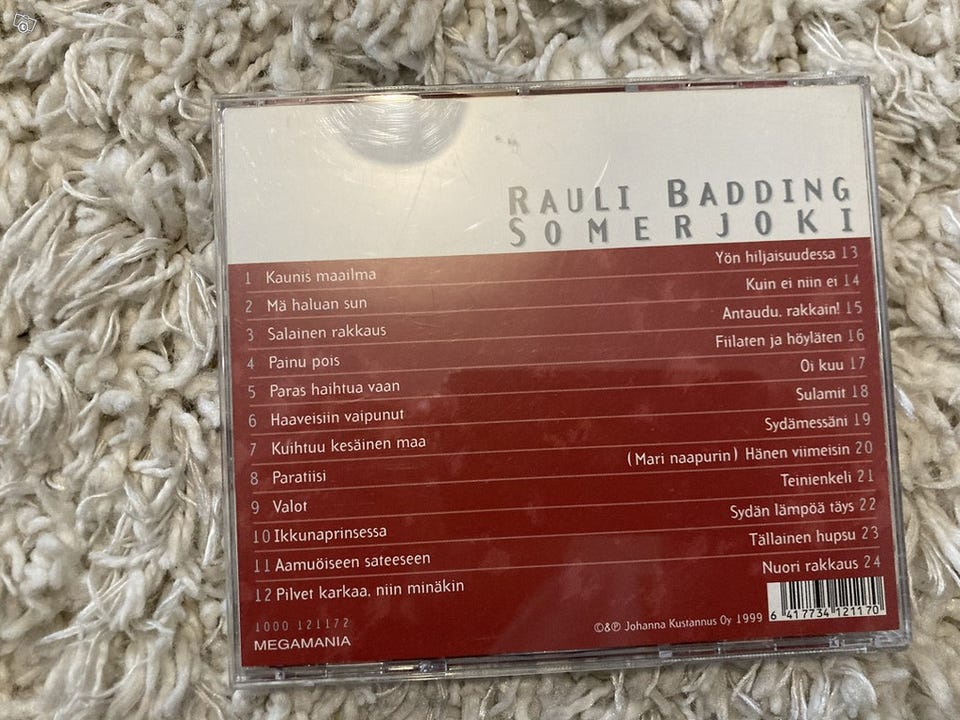 RAULI BADDING
SOMERJOKI
1 Kaunis maailma
2 Mä haluan sun
3 Salainen rakkaus
4 Painu pois
5 Paras haihtua vaan
6 Haaveisiin vaipunut
7 Kuihtuu kesäinen maa
8 Paratiisi
9 Valot
10 Ikkunaprinsessa
11 Aamuöiseen sateeseen
12 Pilvet karkaa, niin minäkin
Yön hiljaisuudessa 13
Kuin ei niin ei 14
Antaudu, rakkain! 15
Fiilaten ja höyläten 16
Oi kuu 17
Sulamit 18
Sydämessäni 19
(Mari naapurin) Hänen viimeisin 20
Teinienkeli 21
Sydän lämpöä täys 22
Tällainen hupsu 23
Nuori rakkaus 24
1000 121172
MEGAMANIA
©&℗ Johanna Kustannus Oy 1999
6 417734 121170